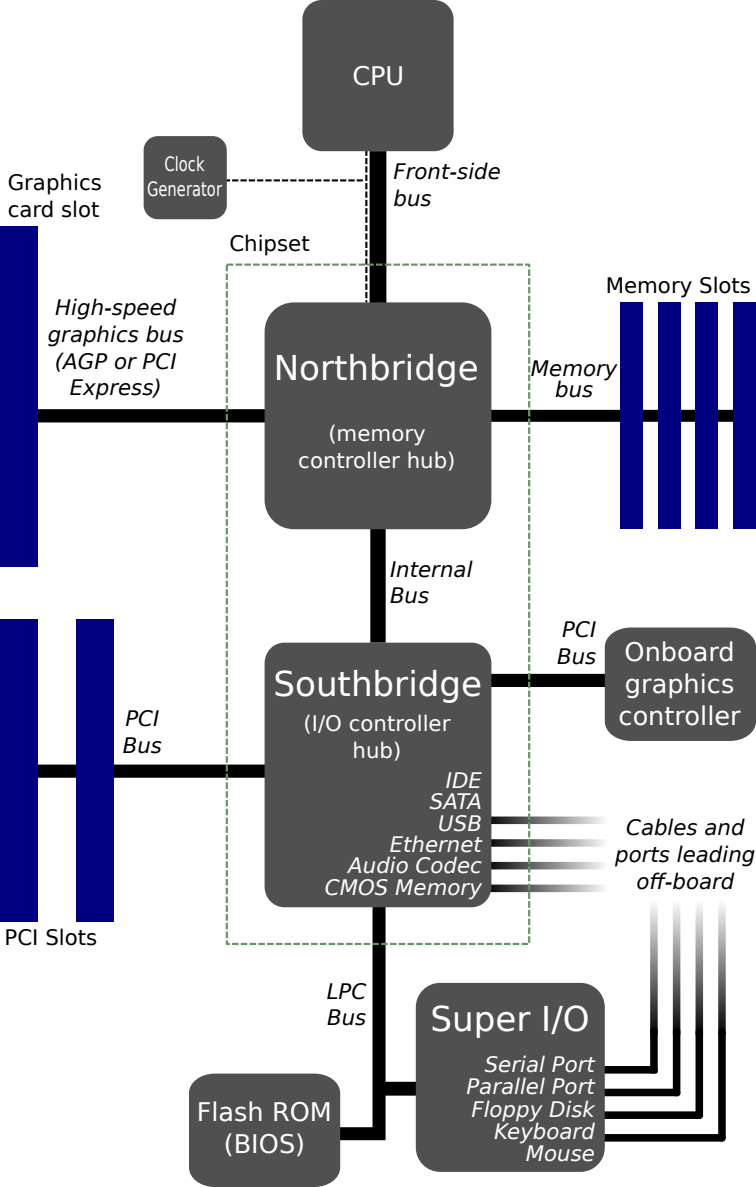 CPU
Clock
Generator
Front-side
bus
Graphics
card slot
Chipset
High-speed
graphics bus
(AGP or PCI
Express)
Northbridge
(memory
controller hub)
Memory
bus
Memory Slots
Internal
Bus
Southbridge
(I/O controller
hub)
IDE
SATA
USB
Ethernet
Audio Codec
CMOS Memory
PCI
Bus
Onboard
graphics
controller
PCI
Bus
PCI Slots
Cables and
ports leading
off-board
LPC
Bus
Super I/O
Serial Port
Parallel Port
Floppy Disk
Keyboard
Mouse
Flash ROM
(BIOS)